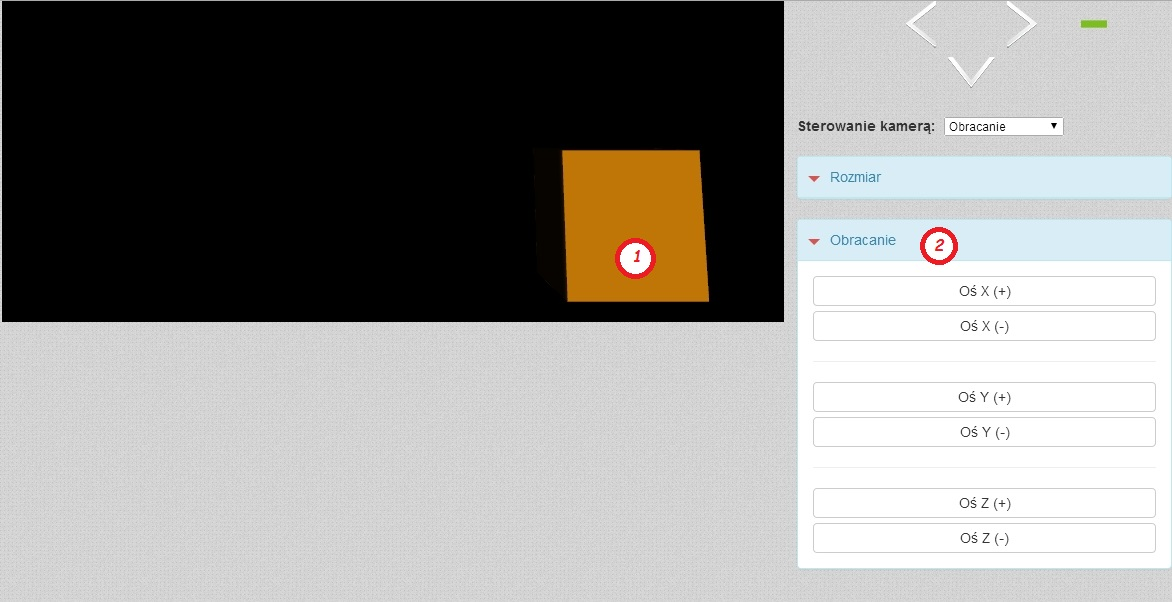 Sterowanie kamerą: Obracanie
Rozmiar
Obracanie
2
1
Oś X (+)
Oś X (-)
Oś Y (+)
Oś Y (-)
Oś Z (+)
Oś Z (-)